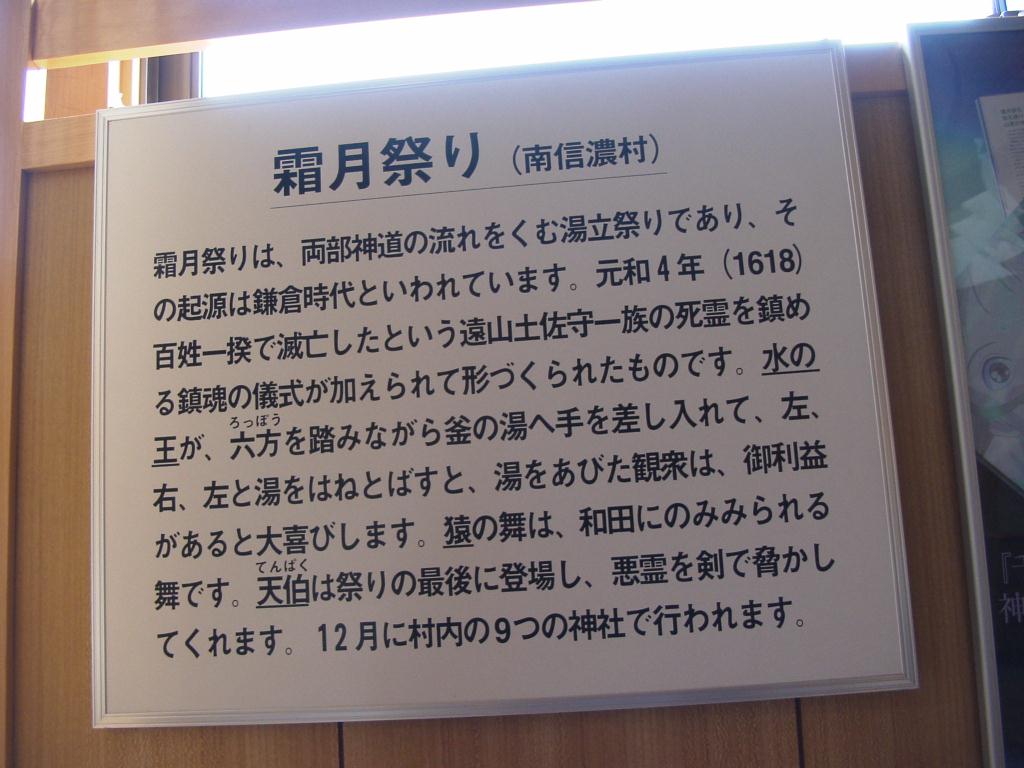 霜月祭り（南信濃村）
霜月祭りは、両部神道の流れをくむ湯立祭りであり、そ
の起源は鎌倉時代といわれています。元和4年（1618）
百姓一揆で滅亡したという遠山土佐守一族の死霊を鎮め
る鎮魂の儀式が加えられて形づくられたものです。水の
ろっぽう
王が、六方を踏みながら釜の湯へ手を差し入れて、左、
右、左と湯をはねとばすと、湯をあびた観衆は、御利益
があると大喜びします。猿の舞は、和田にのみみられる
てんぱく
舞です。天伯は祭りの最後に登場し、悪霊を剣で脅かし
てくれます。12月に村内の9つの神社で行われます。
神